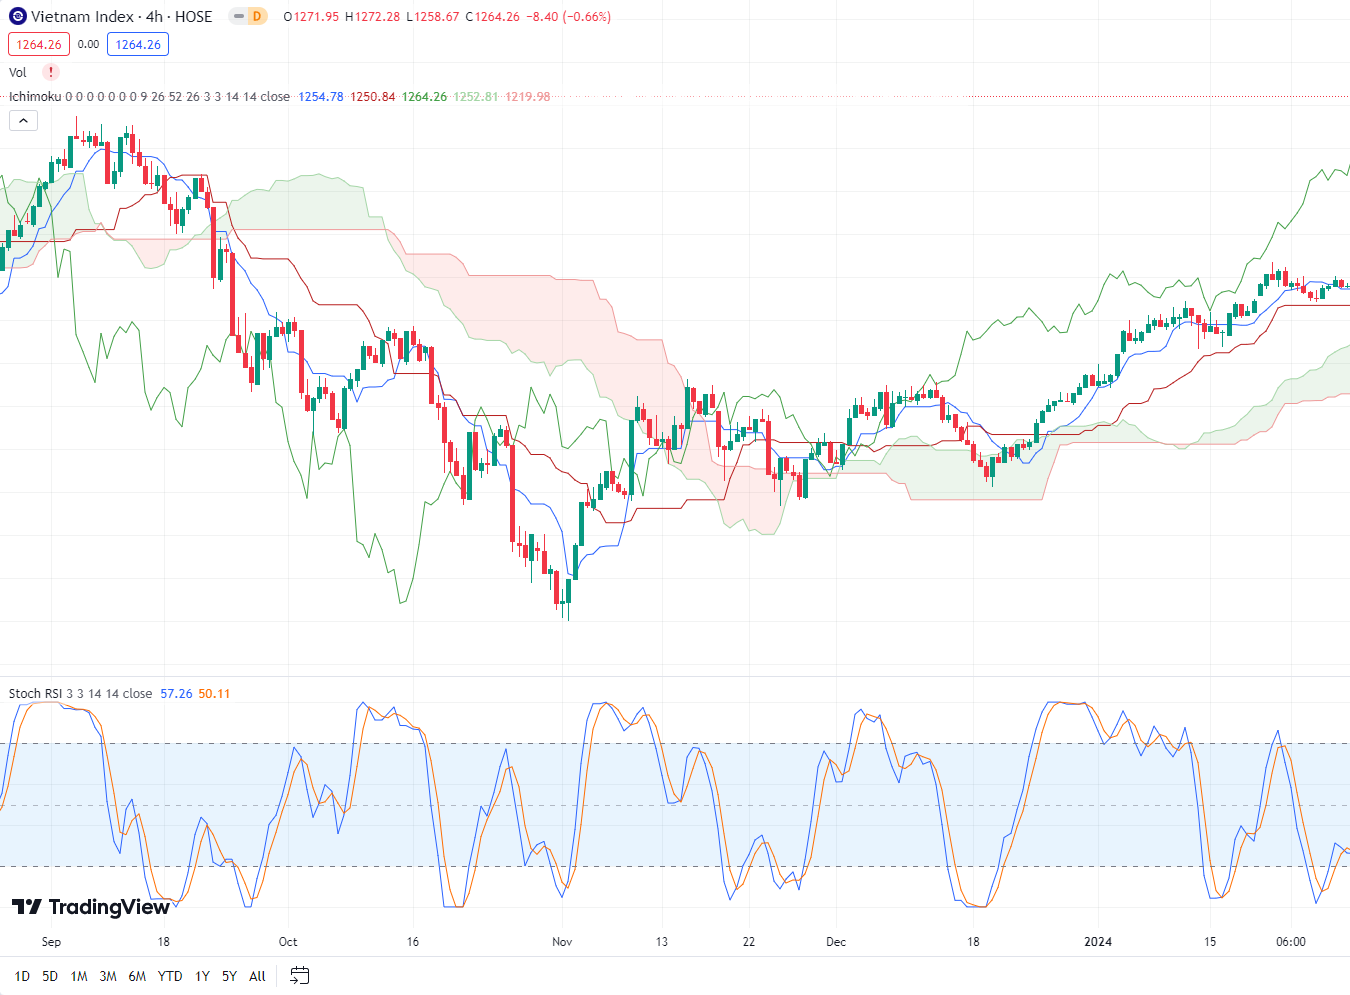 Vietnam Index · 4h · HOSE D O1271.95 H1272.28 L1258.67 C1264.26 −8.40 (−0.66%)
1264.26 0.00 1264.26
Vol !
Ichimoku 0 0 0 0 0 0 0 9 26 52 26 3 3 14 14 close 1254.78 1250.84 1264.26 1252.81 1219.98
Stoch RSI 3 3 14 14 close 57.26 50.11
TradingView
Sep 18 Oct 16 Nov 13 22 Dec 18 2024 15 06:00
1D 5D 1M 3M 6M YTD 1Y 5Y All